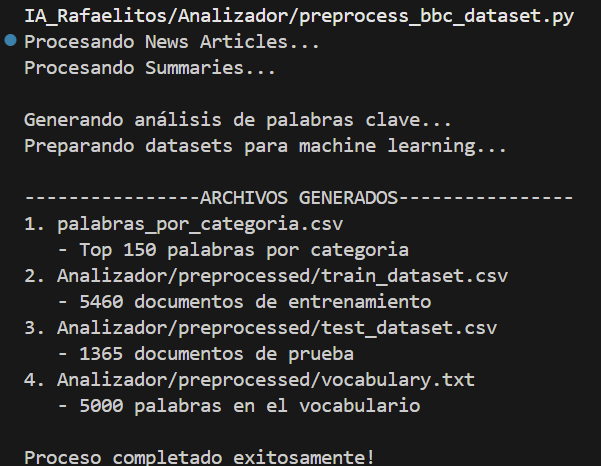 IA_Rafaelitos/Analizador/preprocess_bbc_dataset.py
Procesando News Articles...
Procesando Summaries...
Generando análisis de palabras clave...
Preparando datasets para machine learning...
----------------ARCHIVOS GENERADOS----------------
1. palabras_por_categoria.csv
   - Top 150 palabras por categoria
2. Analizador/preprocessed/train_dataset.csv
   - 5460 documentos de entrenamiento
3. Analizador/preprocessed/test_dataset.csv
   - 1365 documentos de prueba
4. Analizador/preprocessed/vocabulary.txt
   - 5000 palabras en el vocabulario
Proceso completado exitosamente!